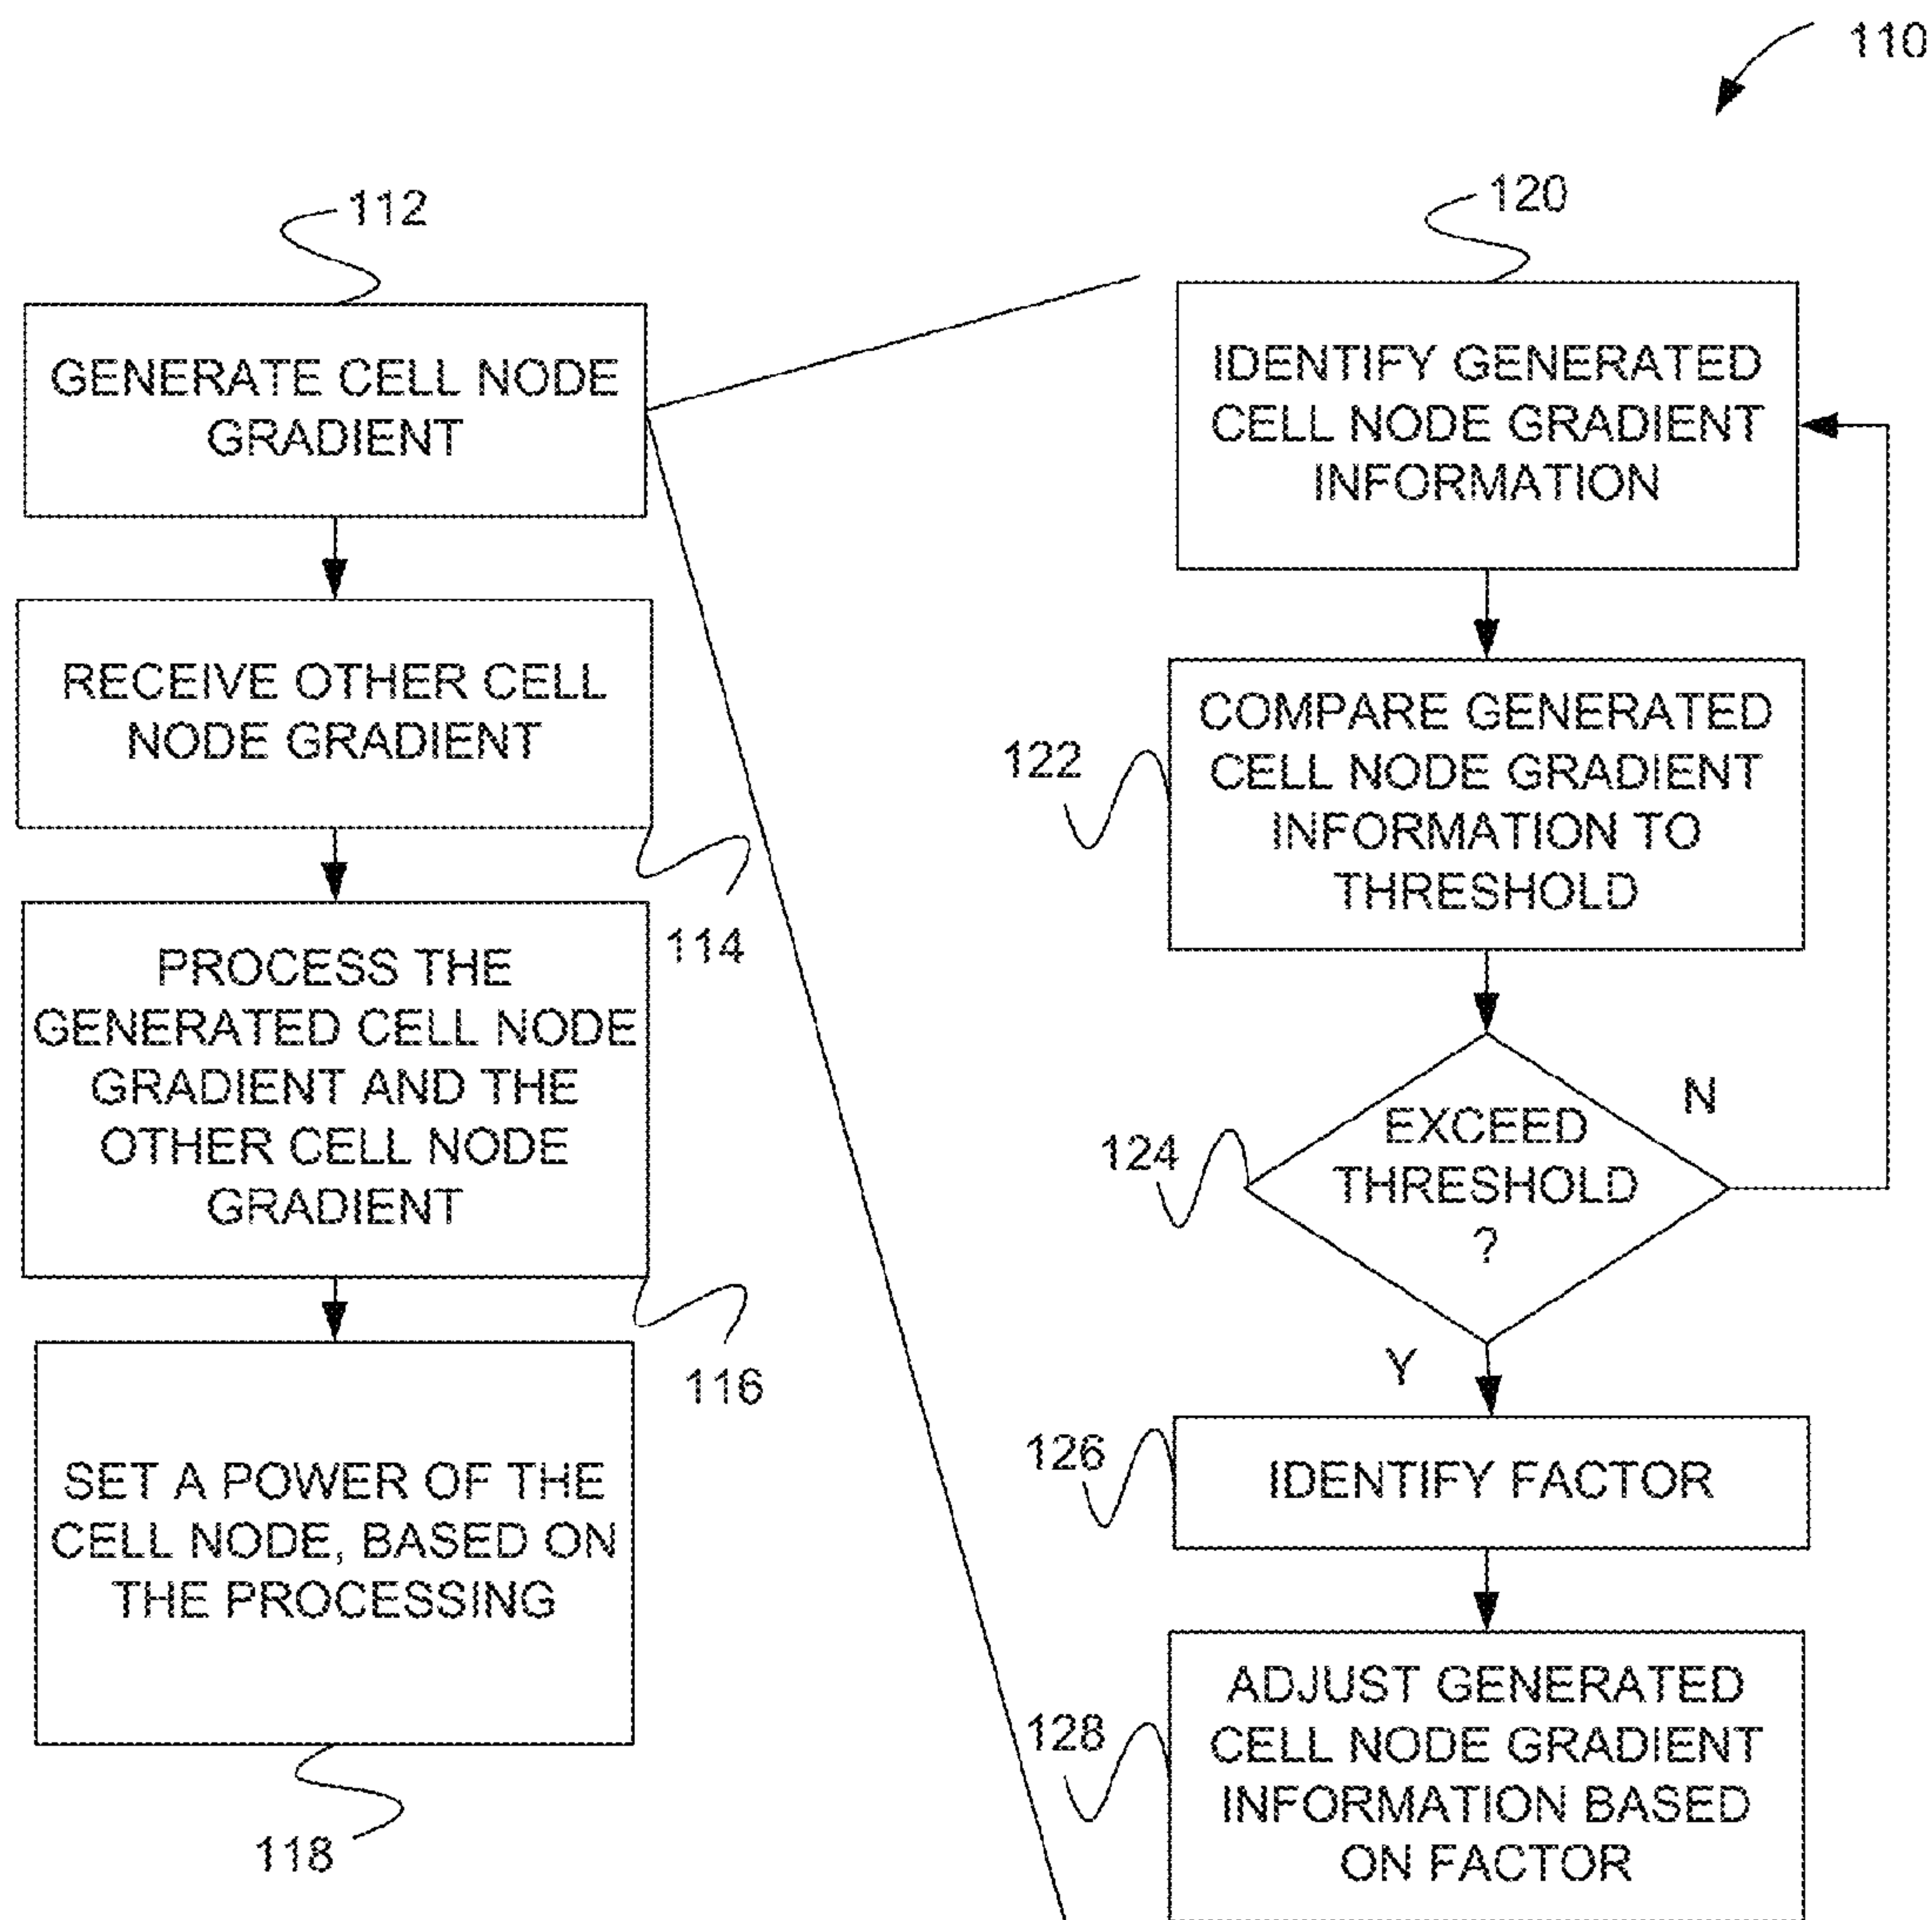 110
112
GENERATE CELL NODE
GRADIENT
RECEIVE OTHER CELL
NODE GRADIENT
114
PROCESS THE
GENERATED CELL NODE
GRADIENT AND THE
OTHER CELL NODE
GRADIENT
116
SET A POWER OF THE
CELL NODE, BASED ON
THE PROCESSING
118
120
IDENTIFY GENERATED
CELL NODE GRADIENT
INFORMATION
122
COMPARE GENERATED
CELL NODE GRADIENT
INFORMATION TO
THRESHOLD
124
EXCEED
THRESHOLD
?
N
Y
126
IDENTIFY FACTOR
128
ADJUST GENERATED
CELL NODE GRADIENT
INFORMATION BASED
ON FACTOR